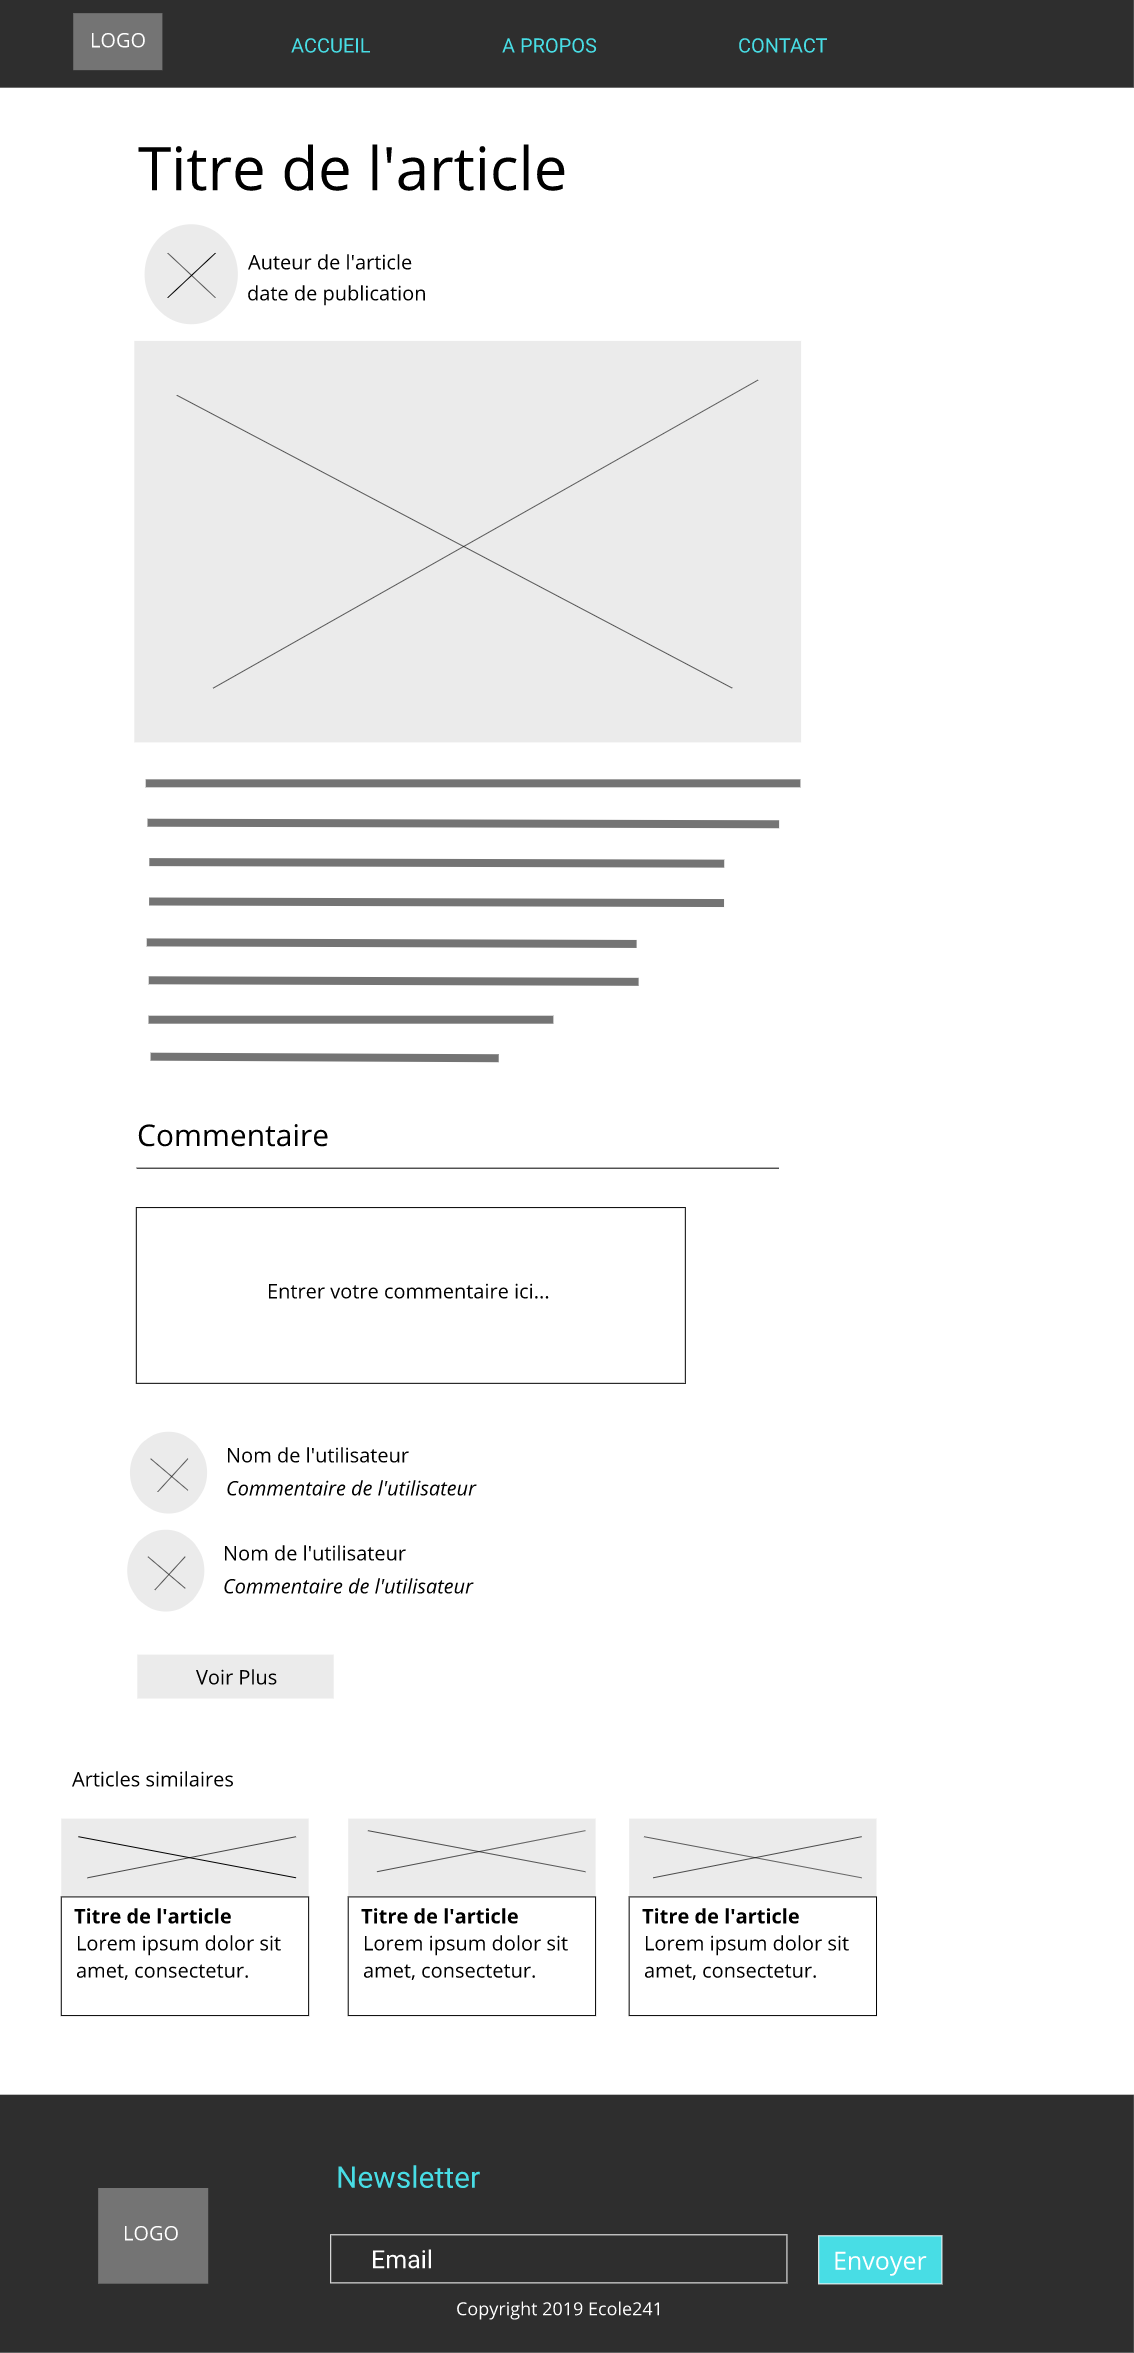 LOGO
ACCUEIL
A PROPOS
CONTACT
Titre de l'article
Auteur de l'article
date de publication
Commentaire
Entrer votre commentaire ici...
Nom de l'utilisateur
Commentaire de l'utilisateur
Nom de l'utilisateur
Commentaire de l'utilisateur
Voir Plus
Articles similaires
Titre de l'article
Lorem ipsum dolor sit
amet, consectetur.
Titre de l'article
Lorem ipsum dolor sit
amet, consectetur.
Titre de l'article
Lorem ipsum dolor sit
amet, consectetur.
LOGO
Newsletter
Email
Envoyer
Copyright 2019 Ecole241